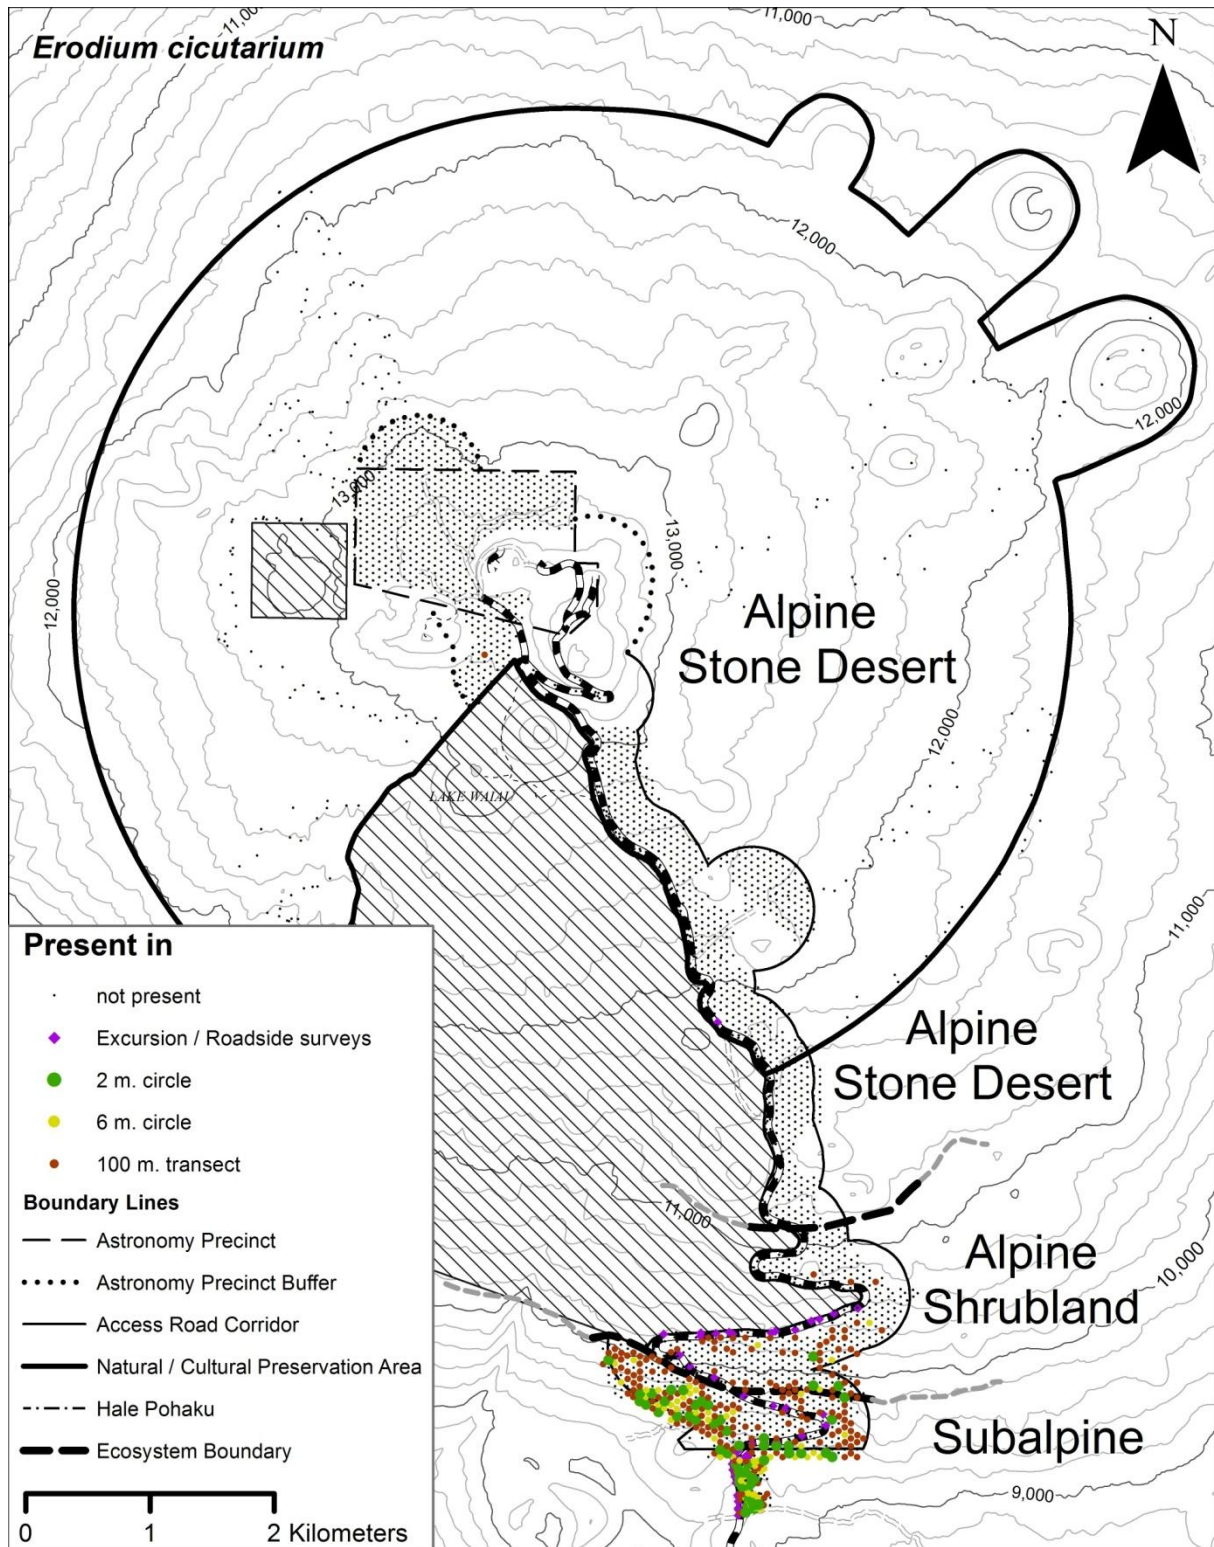 11,000
11,000
Erodium cicutarium
N
12,000
12,000
13,000
13,000
12,000
Alpine
Stone Desert
12,000
LAKE WAIAU
11,000
Present in
not present
Excursion / Roadside surveys
2 m. circle
6 m. circle
100 m. transect
Boundary Lines
Astronomy Precinct
Astronomy Precinct Buffer
Access Road Corridor
Natural / Cultural Preservation Area
Hale Pohaku
Ecosystem Boundary
0 1 2 Kilometers
Alpine
Stone Desert
11,000
Alpine
Shrubland
10,000
Subalpine
9,000